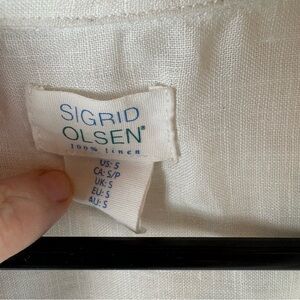 SIGRID
OLSEN®
100% linen
US: S
CA: S/P
UK: S
EU: S
AU: S